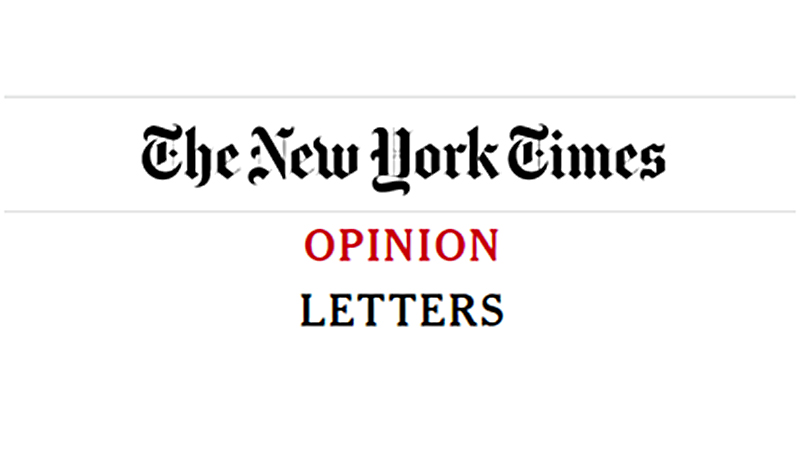 The New York Times
OPINION
LETTERS